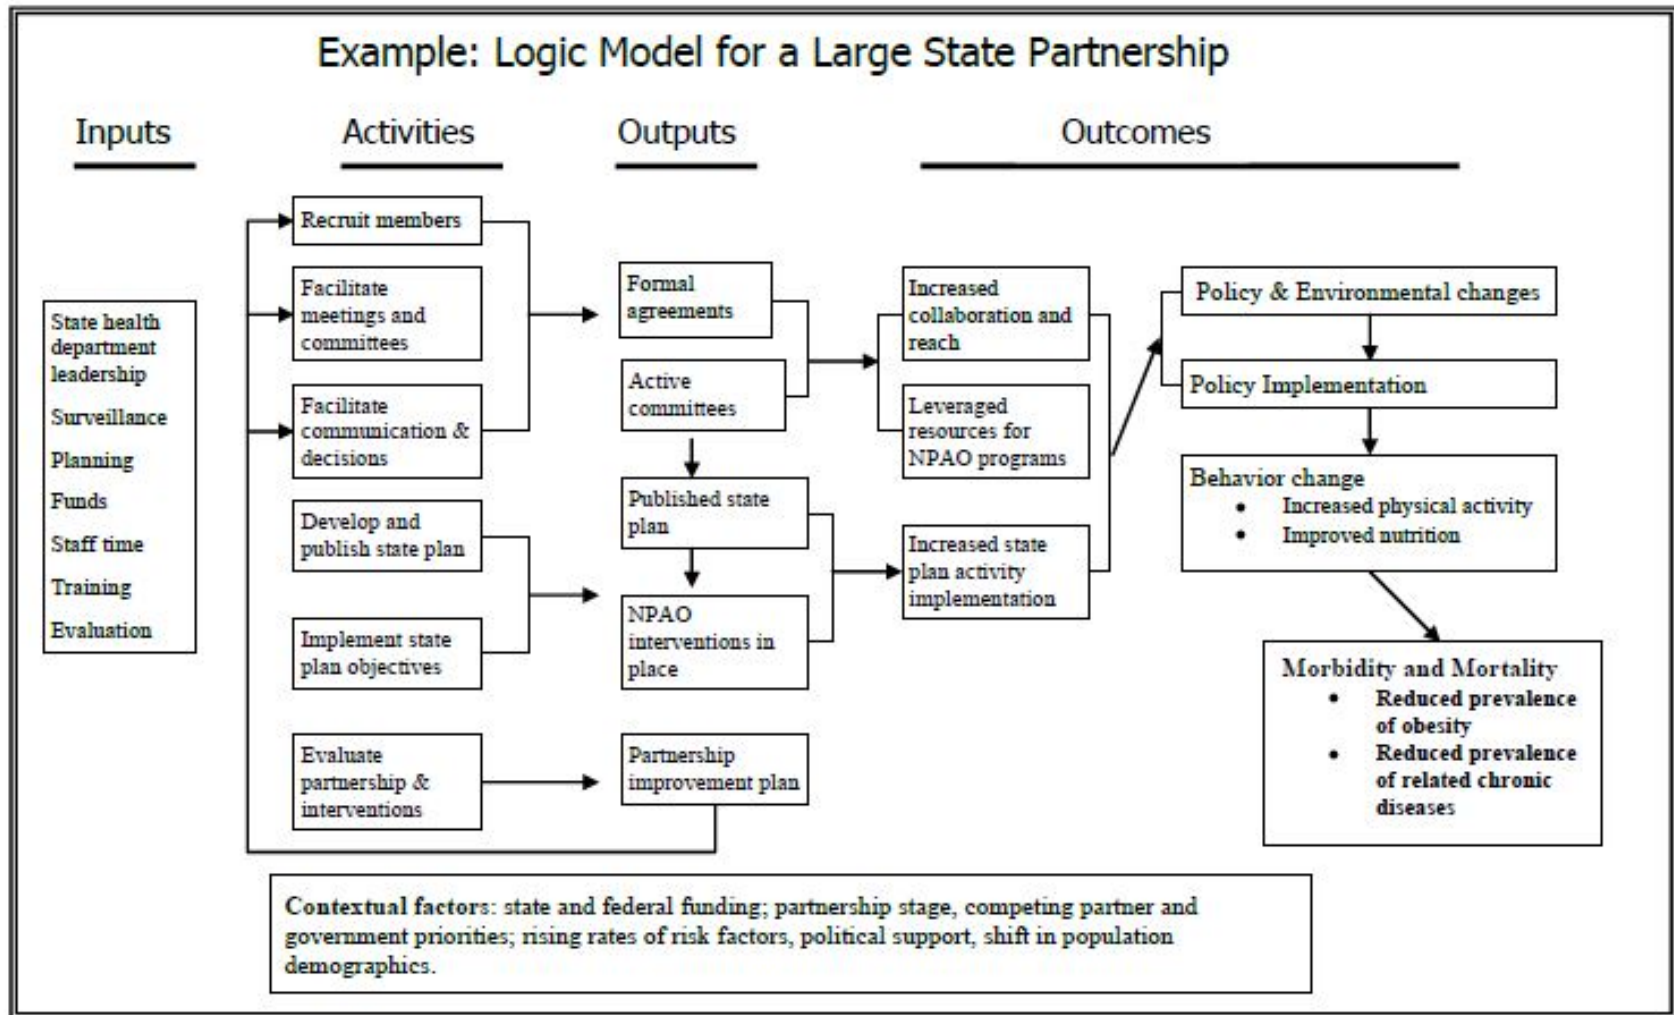 Example: Logic Model for a Large State Partnership
Inputs
Activities
Outputs
Outcomes
State health
department
leadership
Surveillance
Planning
Funds
Staff time
Training
Evaluation
Recruit members
Facilitate
meetings and
committees
Facilitate
communication &
decisions
Develop and
publish state plan
Implement state
plan objectives
Evaluate
partnership &
interventions
Formal
agreements
Active
committees
Published state
plan
NPAO
interventions in
place
Partnership
improvement plan
Increased
collaboration and
reach
Leveraged
resources for
NPAO programs
Increased state
plan activity
implementation
Policy & Environmental changes
Policy Implementation
Behavior change
• Increased physical activity
• Improved nutrition
Morbidity and Mortality
• Reduced prevalence
of obesity
• Reduced prevalence
of related chronic
diseases
Contextual factors: state and federal funding; partnership stage, competing partner and
government priorities; rising rates of risk factors, political support, shift in population
demographics.